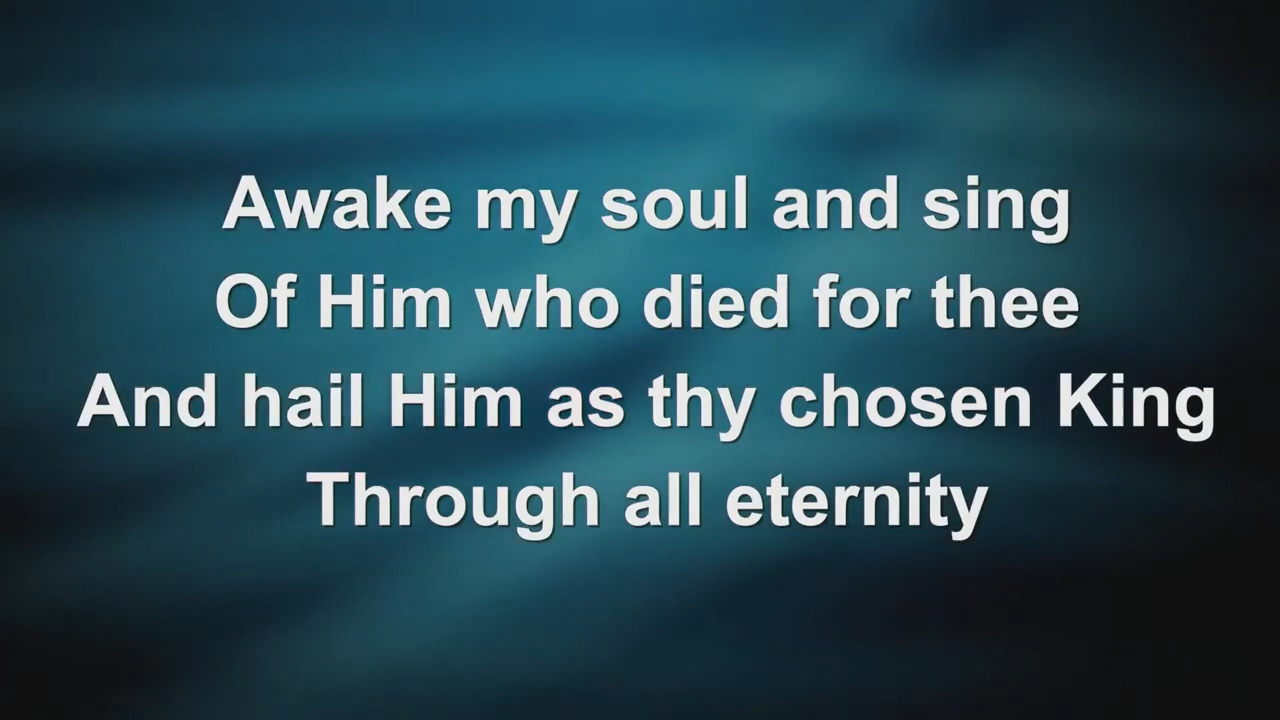 Awake my soul and sing
Of Him who died for thee
And hail Him as thy chosen King
Through all eternity